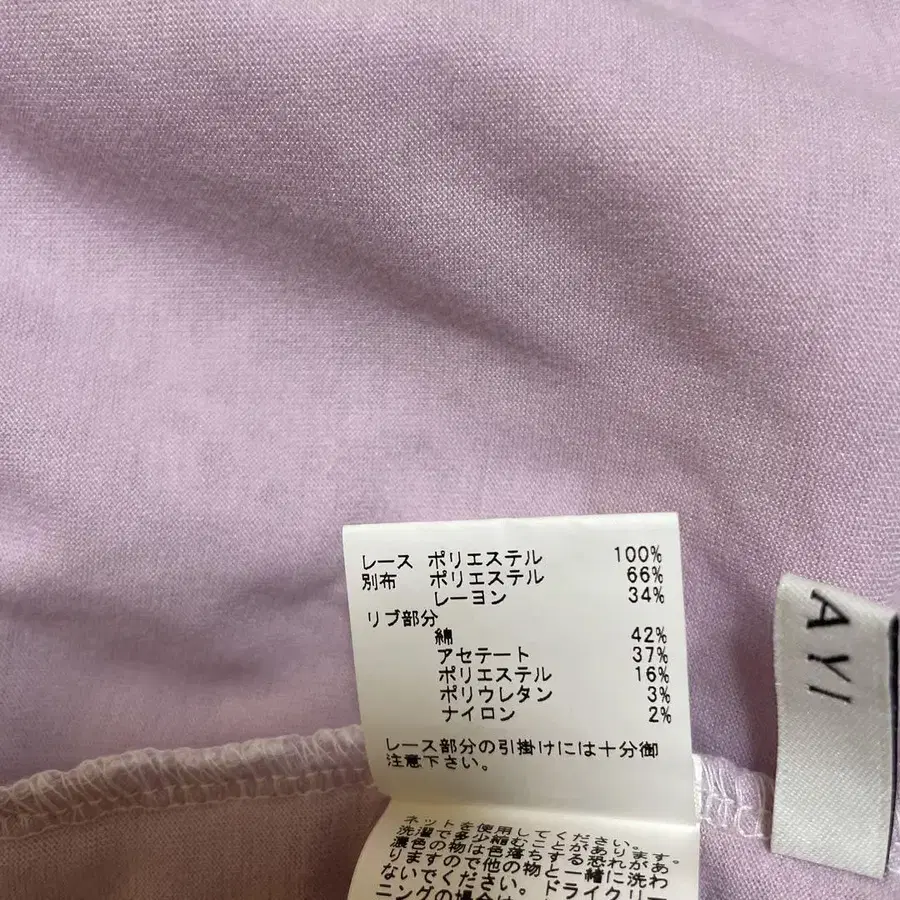 レース ポリエステル 100%
別布 ポリエステル 66%
レーヨン 34%
リブ部分
綿 42%
アセテート 37%
ポリエステル 16%
ポリウレタン 3%
ナイロン 2%
レース部分の引掛けには十分御
注意下さい。
ネットを使用してください。
洗濯で多少縮むことがあります。
濃色の物は色落ちする恐れがあ
りますので他の物と一緒に洗わ
ないでください。ドライクリー
ニングの場合は
AYI